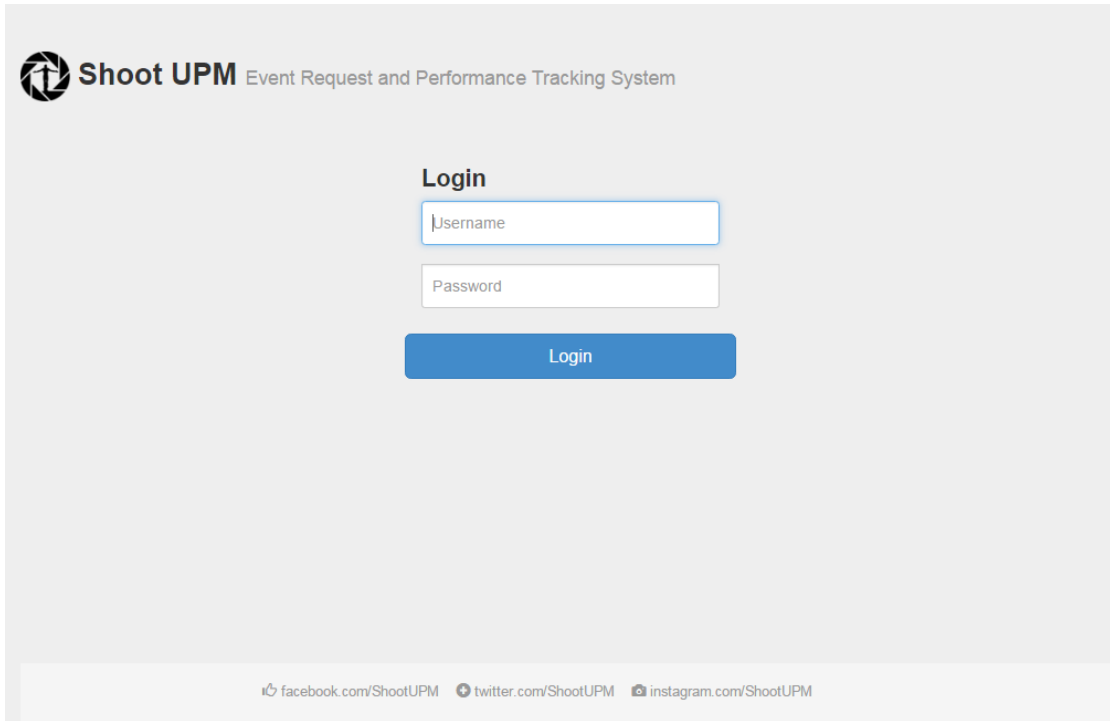 Shoot UPM Event Request and Performance Tracking System
Login
Username
Password
Login
facebook.com/ShootUPM twitter.com/ShootUPM instagram.com/ShootUPM